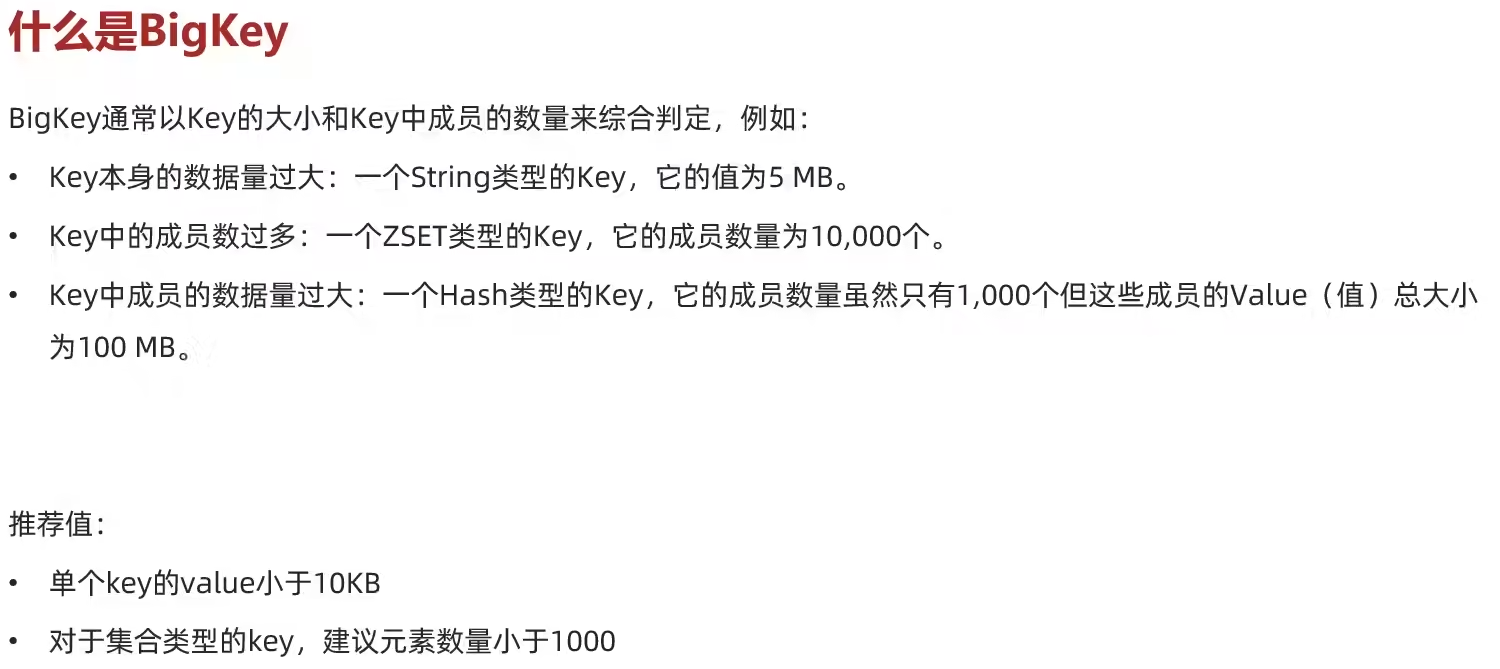 什么是BigKey
BigKey通常以Key的大小和Key中成员的数量来综合判定，例如：
• Key本身的数据量过大：一个String类型的Key，它的值为5 MB。
• Key中的成员数过多：一个ZSET类型的Key，它的成员数量为10,000个。
• Key中成员的数据量过大：一个Hash类型的Key，它的成员数量虽然只有1,000个但这些成员的Value（值）总大小
为100 MB。
推荐值：
• 单个key的value小于10KB
• 对于集合类型的key，建议元素数量小于1000